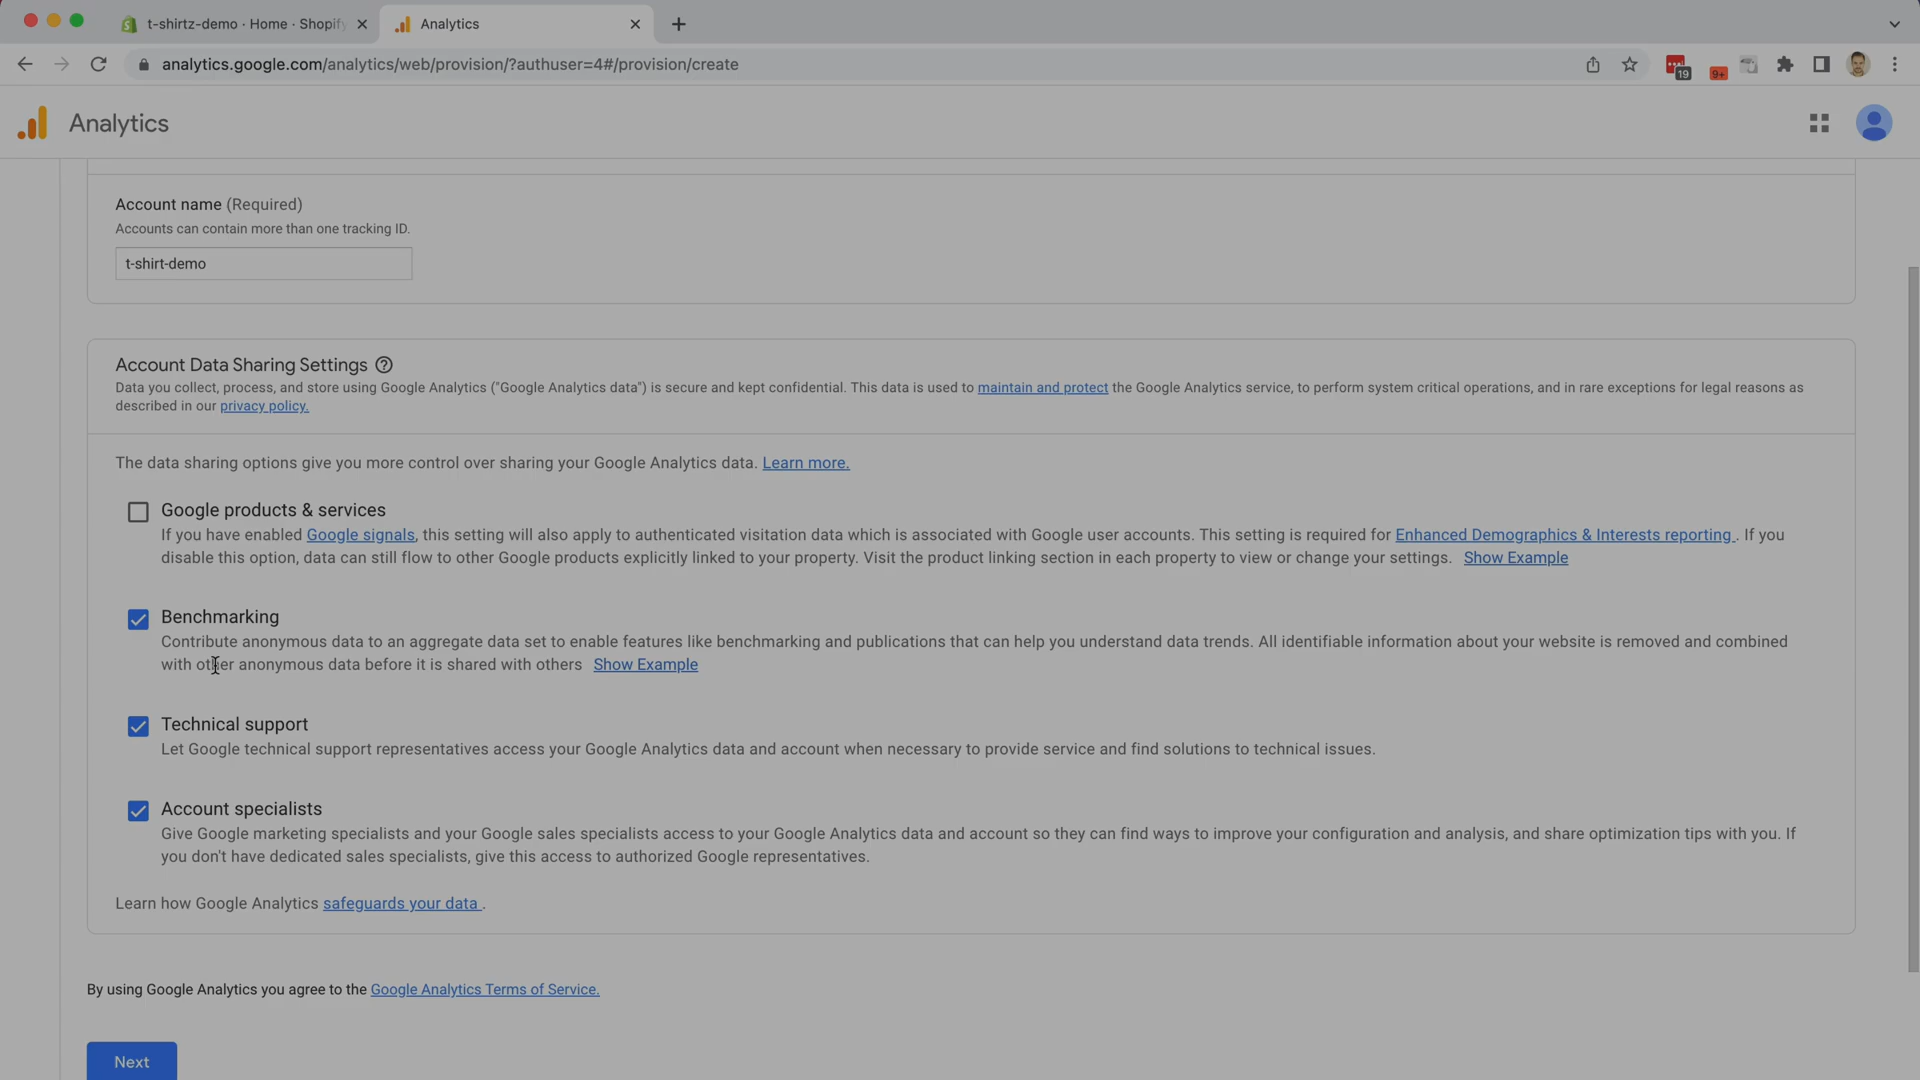 t-shirtz-demo · Home · Shopify
Analytics
analytics.google.com/analytics/web/provision/?authuser=4#/provision/create
19
9+
Analytics
Account name (Required)
Accounts can contain more than one tracking ID.
t-shirt-demo
Account Data Sharing Settings
Data you collect, process, and store using Google Analytics ("Google Analytics data") is secure and kept confidential. This data is used to maintain and protect the Google Analytics service, to perform system critical operations, and in rare exceptions for legal reasons as
described in our privacy policy.
The data sharing options give you more control over sharing your Google Analytics data. Learn more.
Google products & services
If you have enabled Google signals, this setting will also apply to authenticated visitation data which is associated with Google user accounts. This setting is required for Enhanced Demographics & Interests reporting . If you
disable this option, data can still flow to other Google products explicitly linked to your property. Visit the product linking section in each property to view or change your settings. Show Example
Benchmarking
Contribute anonymous data to an aggregate data set to enable features like benchmarking and publications that can help you understand data trends. All identifiable information about your website is removed and combined
with other anonymous data before it is shared with others Show Example
Technical support
Let Google technical support representatives access your Google Analytics data and account when necessary to provide service and find solutions to technical issues.
Account specialists
Give Google marketing specialists and your Google sales specialists access to your Google Analytics data and account so they can find ways to improve your configuration and analysis, and share optimization tips with you. If
you don't have dedicated sales specialists, give this access to authorized Google representatives.
Learn how Google Analytics safeguards your data .
By using Google Analytics you agree to the Google Analytics Terms of Service.
Next